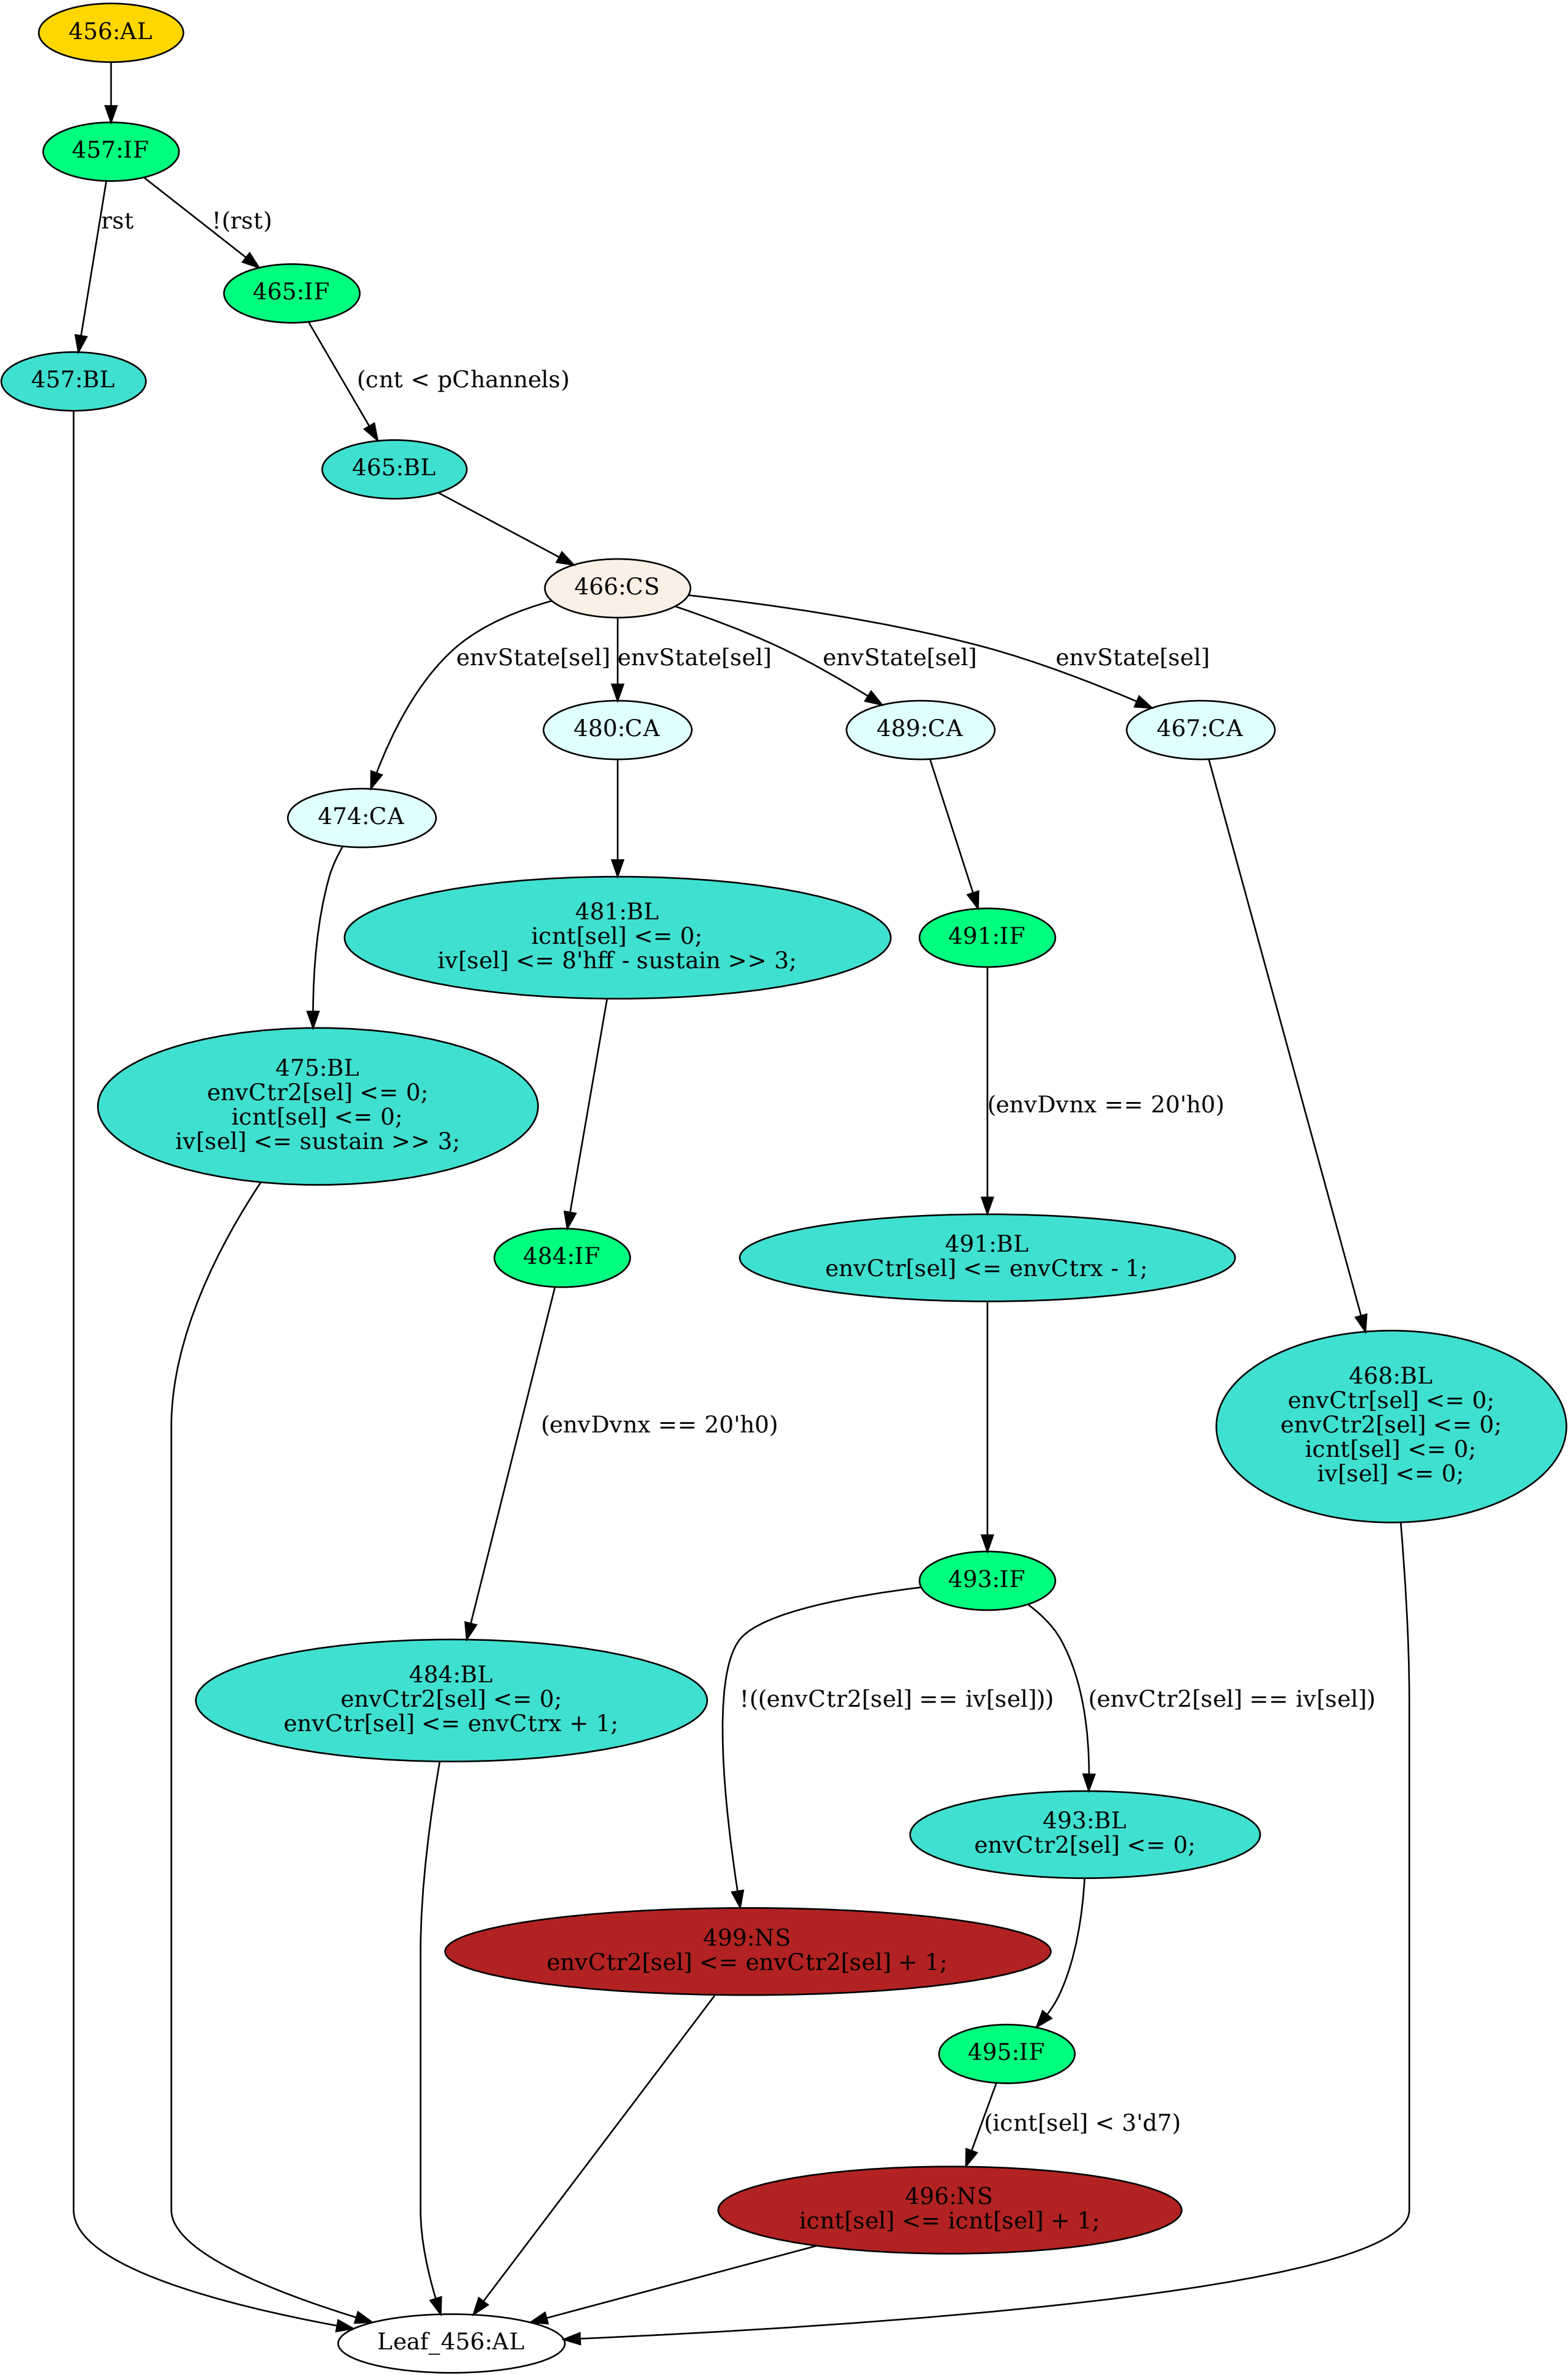 456:AL
457:IF
rst
!(rst)
465:IF
457:BL
(cnt < pChannels)
465:BL
466:CS
envState[sel]
envState[sel]
envState[sel]
envState[sel]
480:CA
489:CA
467:CA
474:CA
481:BL
icnt[sel] <= 0;
iv[sel] <= 8'hff - sustain >> 3;
491:IF
475:BL
envCtr2[sel] <= 0;
icnt[sel] <= 0;
iv[sel] <= sustain >> 3;
(envDvnx == 20'h0)
484:IF
491:BL
envCtr[sel] <= envCtrx - 1;
468:BL
envCtr[sel] <= 0;
envCtr2[sel] <= 0;
icnt[sel] <= 0;
iv[sel] <= 0;
(envDvnx == 20'h0)
493:IF
484:BL
envCtr2[sel] <= 0;
envCtr[sel] <= envCtrx + 1;
!((envCtr2[sel] == iv[sel]))
(envCtr2[sel] == iv[sel])
493:BL
envCtr2[sel] <= 0;
499:NS
envCtr2[sel] <= envCtr2[sel] + 1;
495:IF
(icnt[sel] < 3'd7)
496:NS
icnt[sel] <= icnt[sel] + 1;
Leaf_456:AL